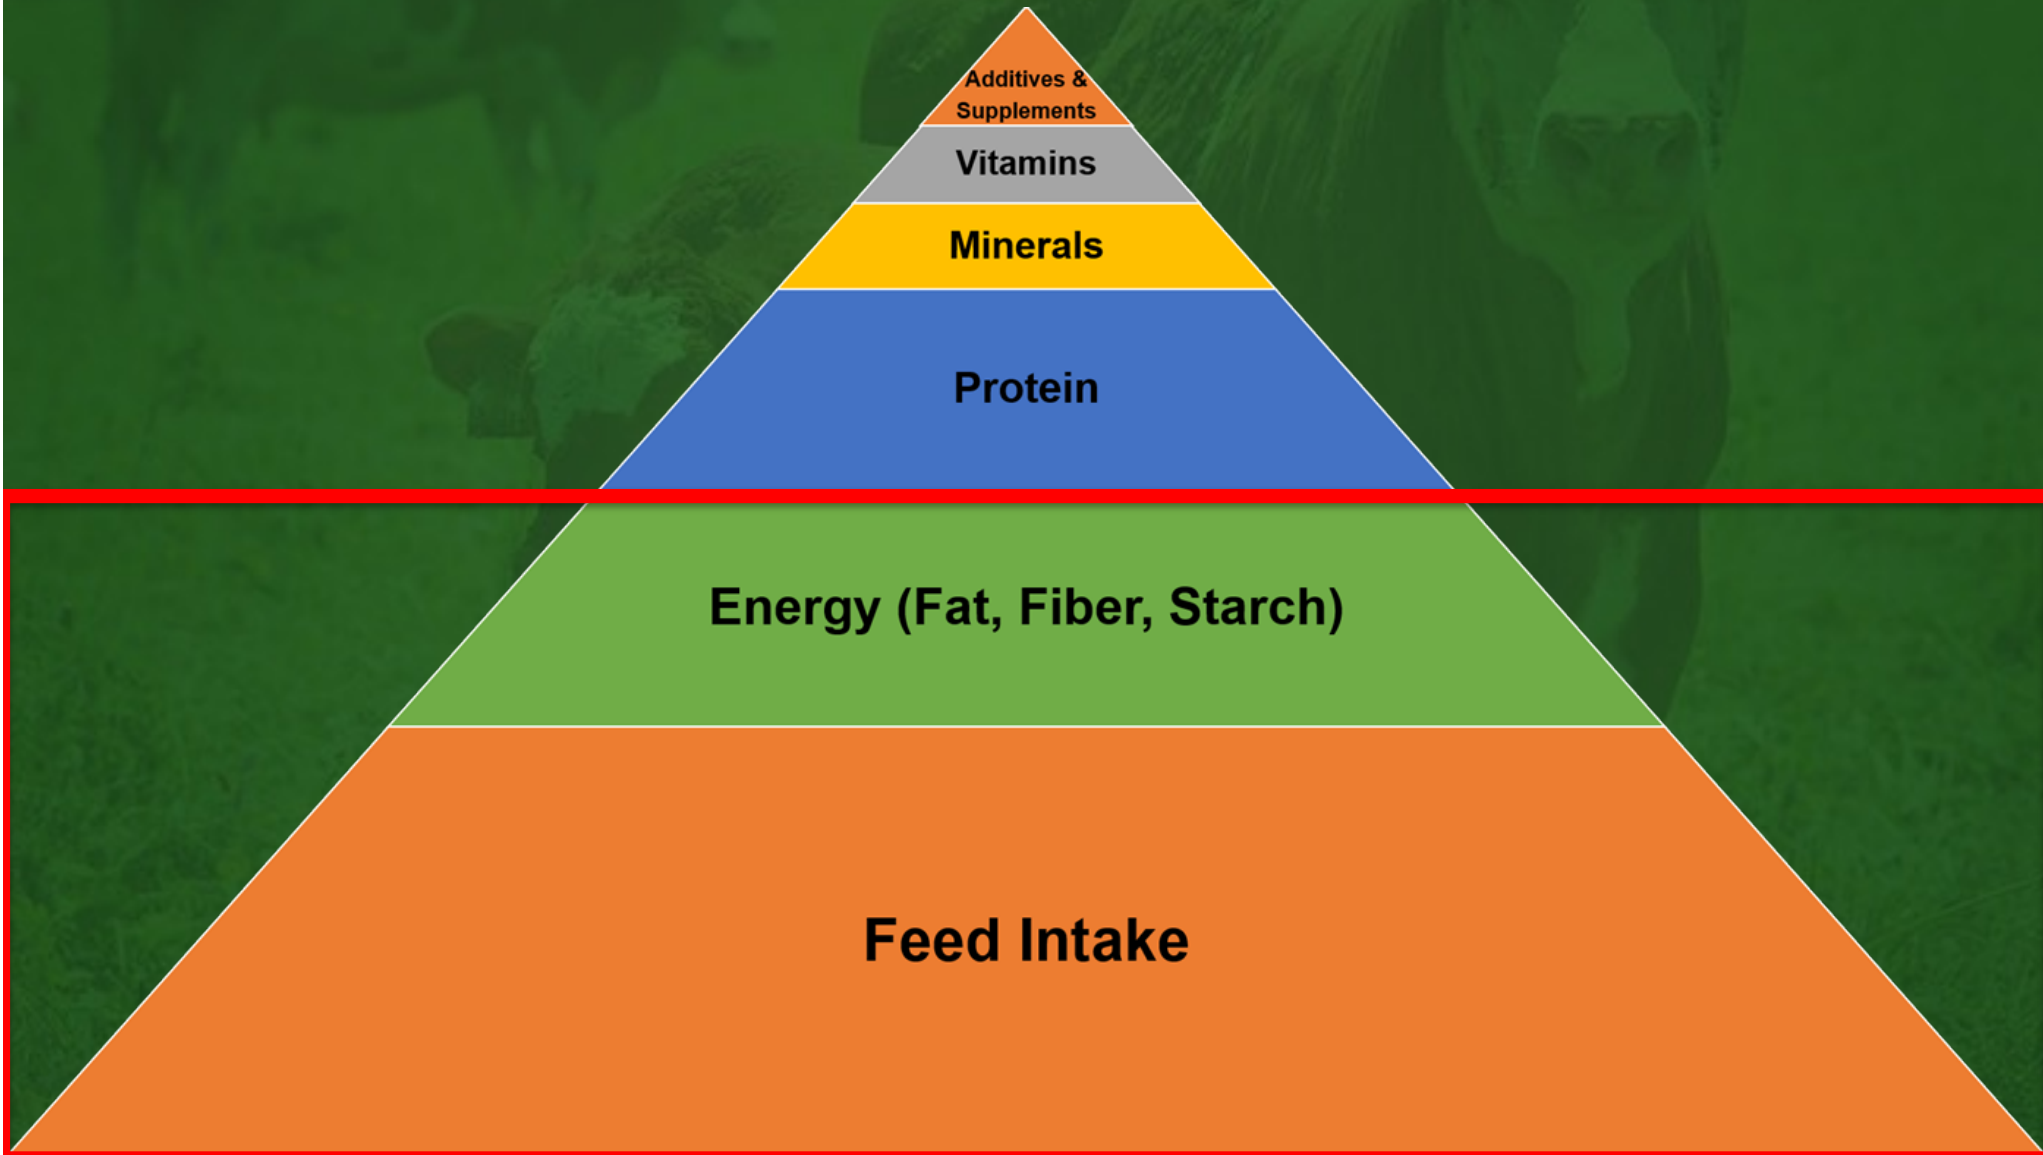 Additives &
Supplements
Vitamins
Minerals
Protein
Energy (Fat, Fiber, Starch)
Feed Intake